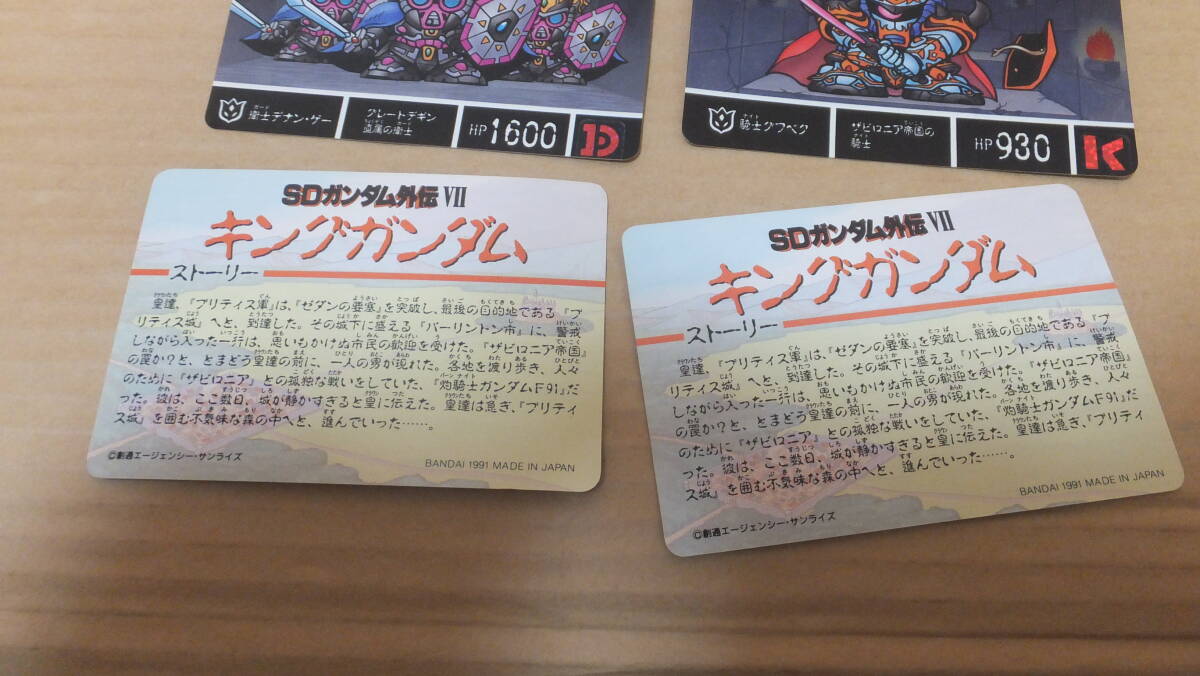 衛士デナン・ゲー
ガード
グレートデギン
直属の衛士
HP 1600
D
騎士クワベク
ナイト
ザビロニア帝国の
騎士
HP 930
K
SDガンダム外伝 VII
キングガンダム
ストーリー
皇達、『ブリティス軍』は、『ゼダンの要塞』を突破し、最後の目的地である『ブ
リティス城』へと、到達した。その城下に盛える『バーリントン市』に、警戒
しながら入った一行は、思いもかけぬ市民の歓迎を受けた。『ザビロニア帝国』
の罠か?と、とまどう皇達の前に、一人の男が現れた。各地を渡り歩き、人々
のために『ザビロニア』との孤独な戦いをしていた、『灼騎士ガンダムF91』だ
った。彼は、ここ数日、城が静かすぎると皇に伝えた。皇達は急ぎ、『ブリティ
ス城』を囲む不気味な森の中へと、進んでいった……。
©創通エージェンシー・サンライズ
BANDAI 1991 MADE IN JAPAN
SDガンダム外伝 VII
キングガンダム
ストーリー
皇達、『ブリティス軍』は、『ゼダンの要塞』を突破し、最後の目的地である『ブ
リティス城』へと、到達した。その城下に盛える『バーリントン市』に、警戒
しながら入った一行は、思いもかけぬ市民の歓迎を受けた。『ザビロニア帝国』
の罠か?と、とまどう皇達の前に、一人の男が現れた。各地を渡り歩き、人々
のために『ザビロニア』との孤独な戦いをしていた、『灼騎士ガンダムF91』だ
った。彼は、ここ数日、城が静かすぎると皇に伝えた。皇達は急ぎ、『ブリティ
ス城』を囲む不気味な森の中へと、進んでいった……。
©創通エージェンシー・サンライズ
BANDAI 1991 MADE IN JAPAN